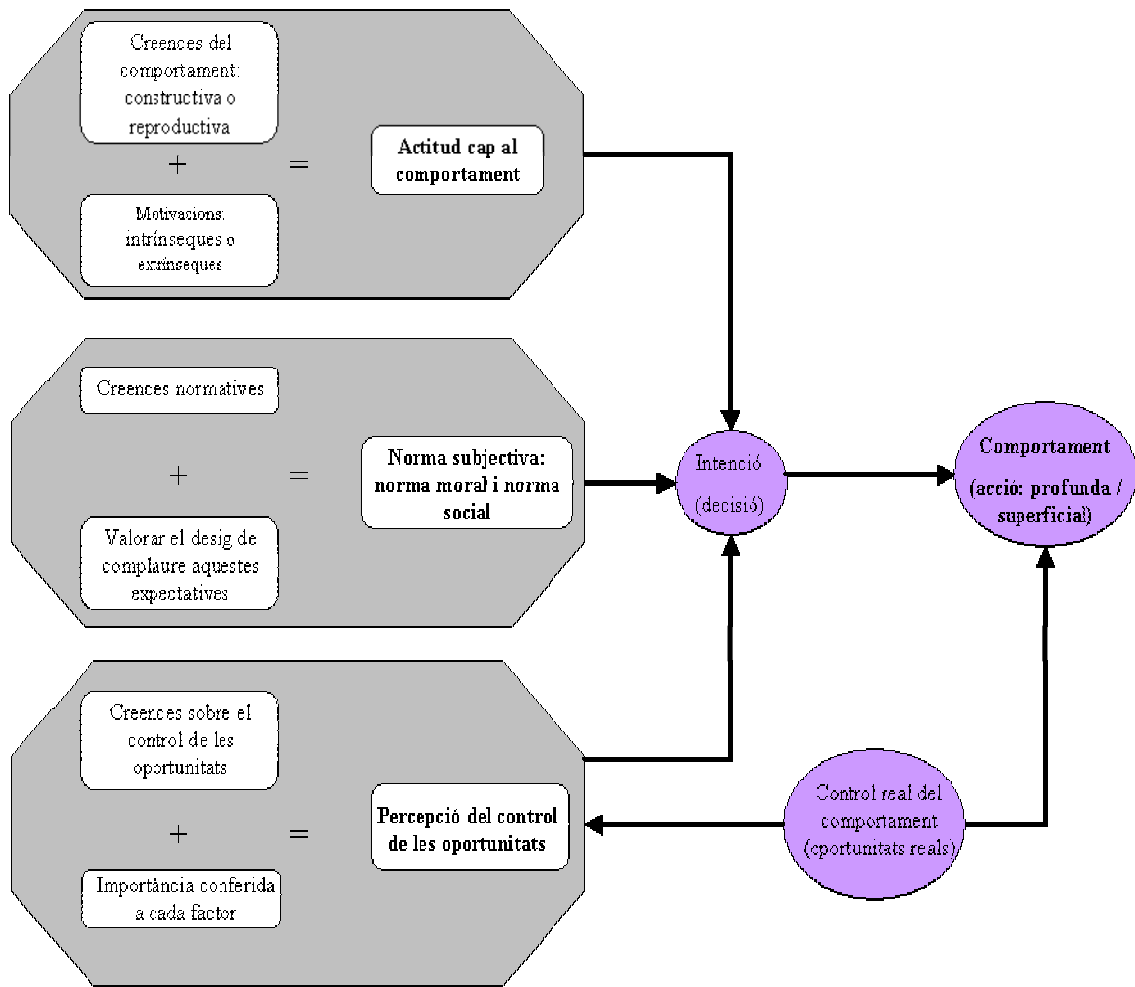 Creences del
comportament:
constructiva o
reproductiva
+
=
Motivacions:
intrínseques o
extrínseques
Actitud cap al
comportament
Creences normatives
+
=
Valorar el desig de
complaure aquestes
expectatives
Norma subjectiva:
norma moral i norma
social
Creences sobre el
control de les
oportunitats
+
=
Importància conferida
a cada factor
Percepció del control
de les oportunitats
Intenció
(decisió)
Comportament
(acció: profunda /
superficial)
Control real del
comportament
(oportunitats reals)